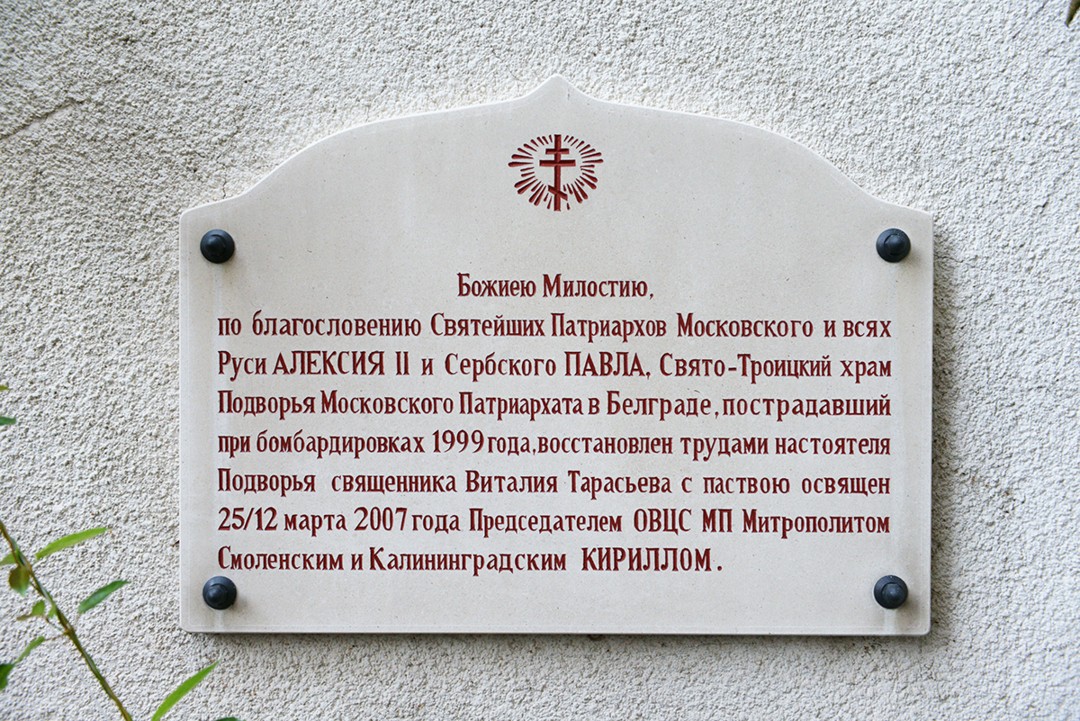 Божиею Милостию,
по благословению Святейших Патриархов Московского и всях
Руси АЛЕКСИЯ II и Сербского ПАВЛА, Свято-Троицкий храм
Подворья Московского Патриархата в Белграде, пострадавший
при бомбардировках 1999 года, восстановлен трудами настоятеля
Подворья священника Виталия Тарасьева с паствою освящен
25/12 марта 2007 года Председателем ОВЦС МП Митрополитом
Смоленским и Калининградским КИРИЛЛОМ.